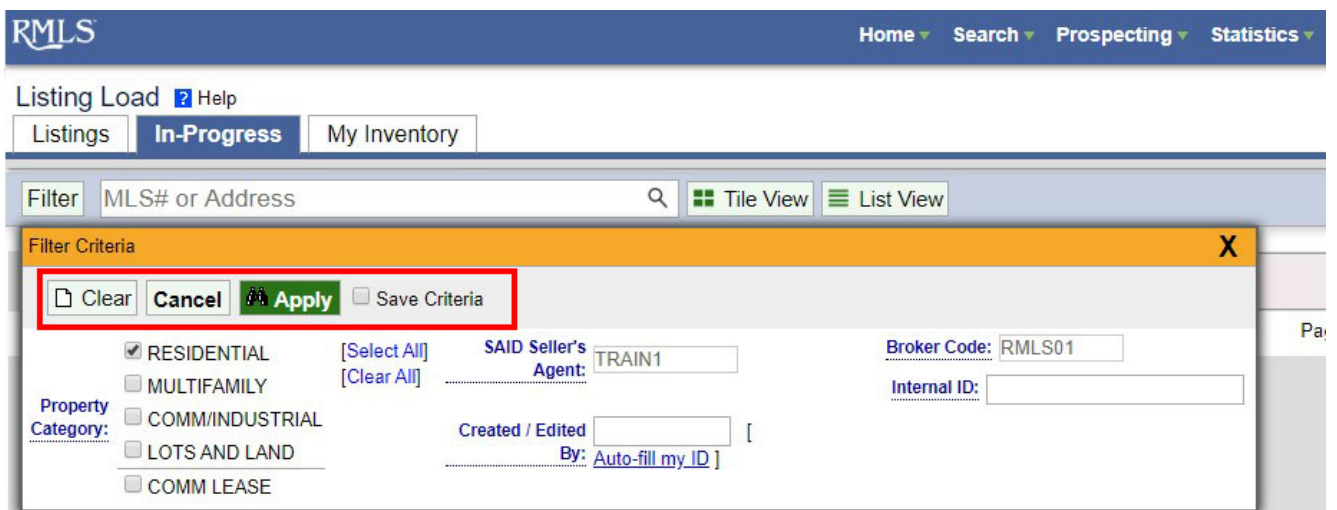 RMLS
Home Search Prospecting Statistics
Listing Load ? Help
Listings In-Progress My Inventory
Filter MLS# or Address Tile View List View
Filter Criteria X
Clear Cancel Apply Save Criteria
RESIDENTIAL [Select All] SAID Seller's Agent: TRAIN1 Broker Code: RMLS01
MULTIFAMILY [Clear All] Internal ID:
Property Category:
COMM/INDUSTRIAL
LOTS AND LAND Created / Edited By: [
Auto-fill my ID ]
COMM LEASE